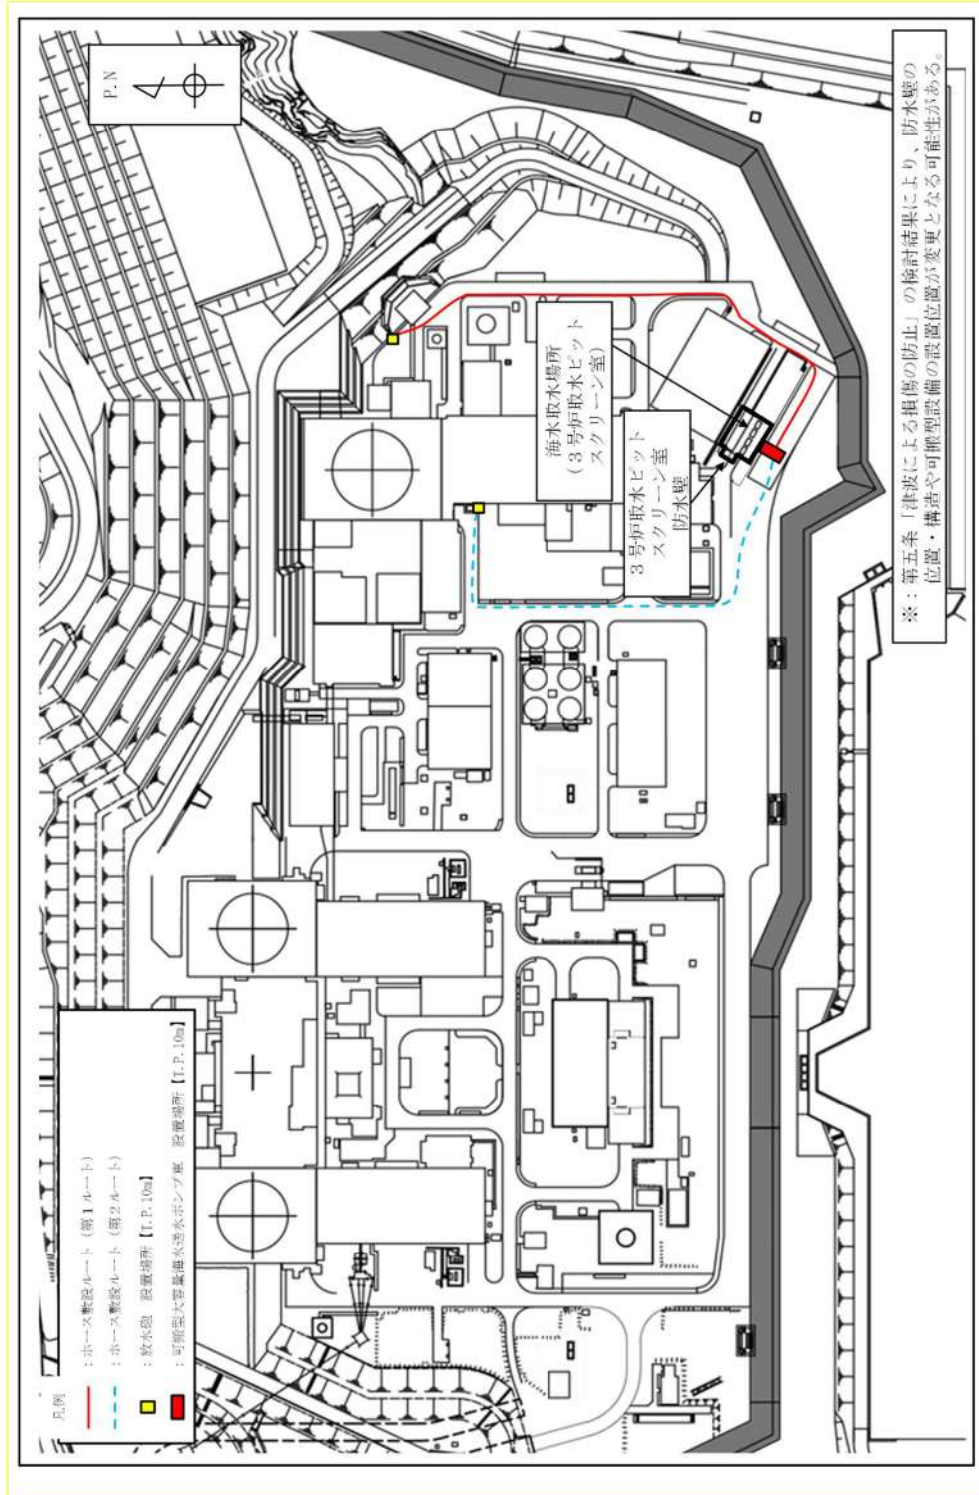 P.N
凡例
：ホース敷設ルート（第１ルート）
：ホース敷設ルート（第２ルート）
：放水砲　設置場所【T.P.10m】
：可搬型大容量海水送水ポンプ車　設置場所【T.P.10m】
海水取水場所
（３号炉取水ピット
スクリーン室）
３号炉取水ピット
スクリーン室
防水壁
※：第五条「津波による損傷の防止」の検討結果により、防水壁の
位置・構造や可搬型設備の設置位置が変更となる可能性がある。